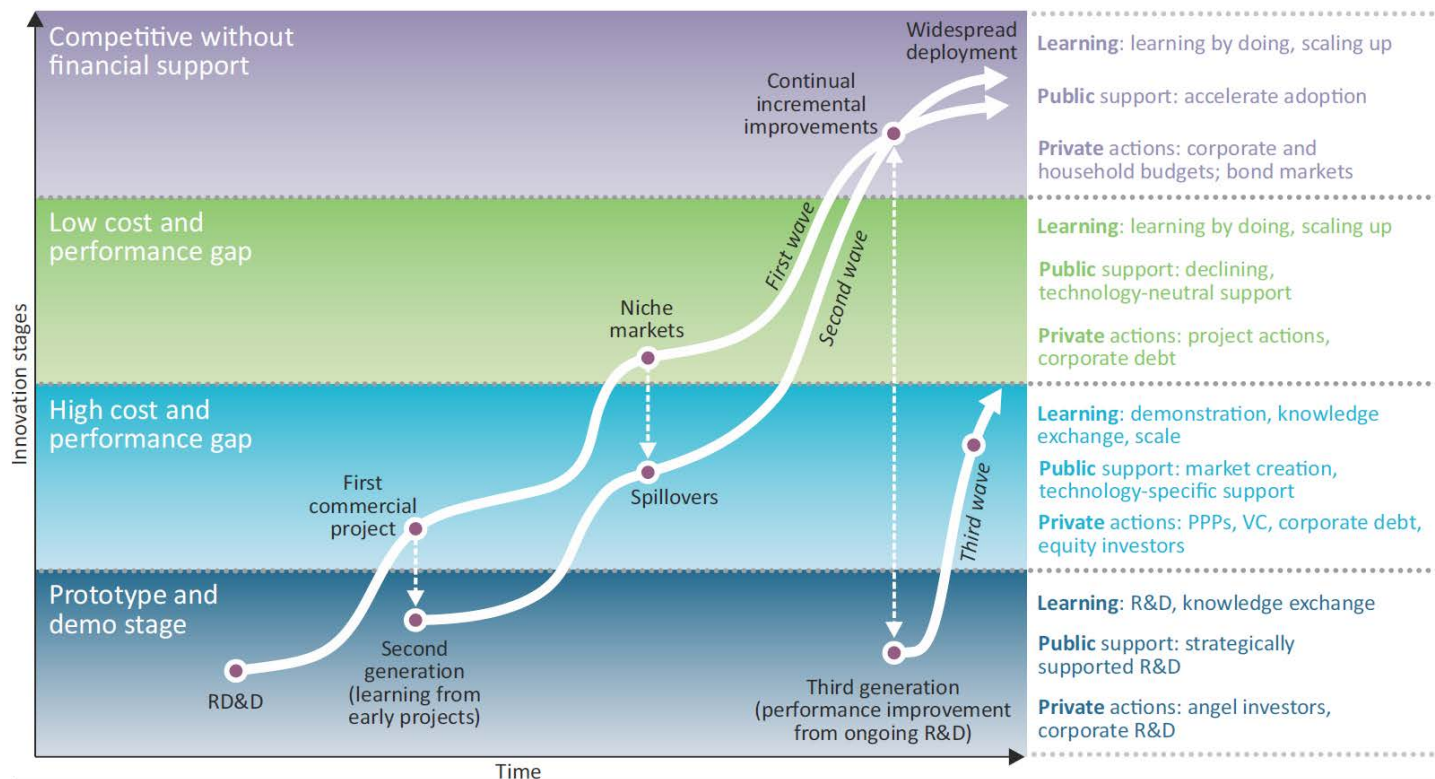 Competitive without
financial support
Widespread
deployment
Continual
incremental
improvements
Learning: learning by doing, scaling up
Public support: accelerate adoption
Private actions: corporate and
household budgets; bond markets
Low cost and
performance gap
First wave
Second wave
Niche
markets
Learning: learning by doing, scaling up
Public support: declining,
technology-neutral support
Private actions: project actions,
corporate debt
Innovation stages
High cost and
performance gap
First
commercial
project
Spillovers
Third wave
Learning: demonstration, knowledge
exchange, scale
Public support: market creation,
technology-specific support
Private actions: PPPs, VC, corporate debt,
equity investors
Prototype and
demo stage
RD&D
Second
generation
(learning from
early projects)
Third generation
(performance improvement
from ongoing R&D)
Learning: R&D, knowledge exchange
Public support: strategically
supported R&D
Private actions: angel investors,
corporate R&D
Time